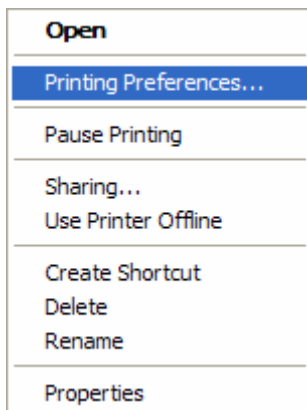 Open
Printing Preferences...
Pause Printing
Sharing...
Use Printer Offline
Create Shortcut
Delete
Rename
Properties